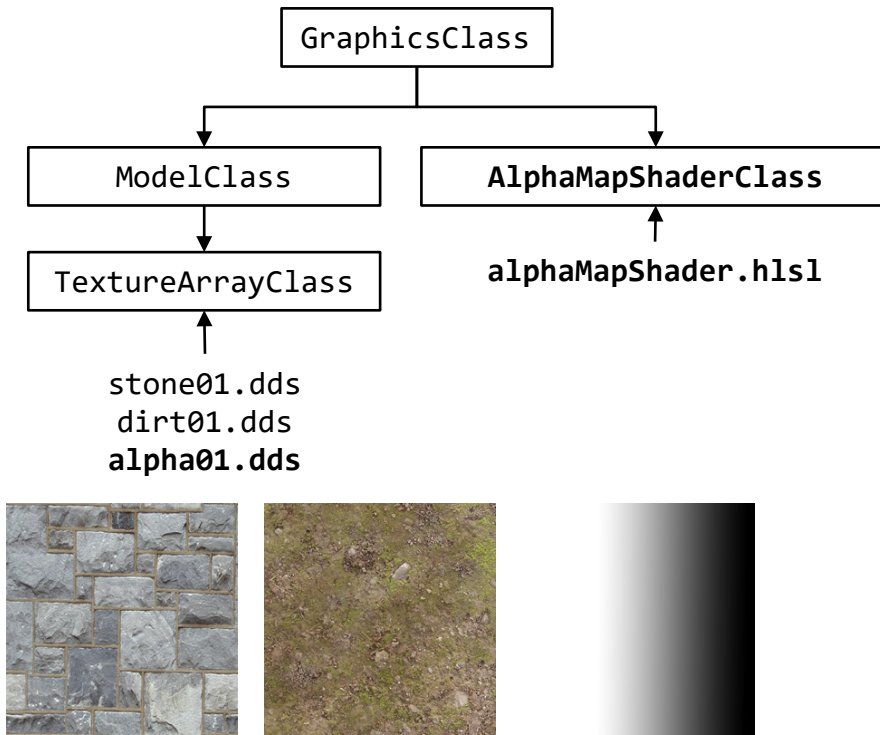 GraphicsClass
ModelClass
AlphaMapShaderClass
TextureArrayClass
alphaMapShader.hlsl
stone01.dds
dirt01.dds
alpha01.dds